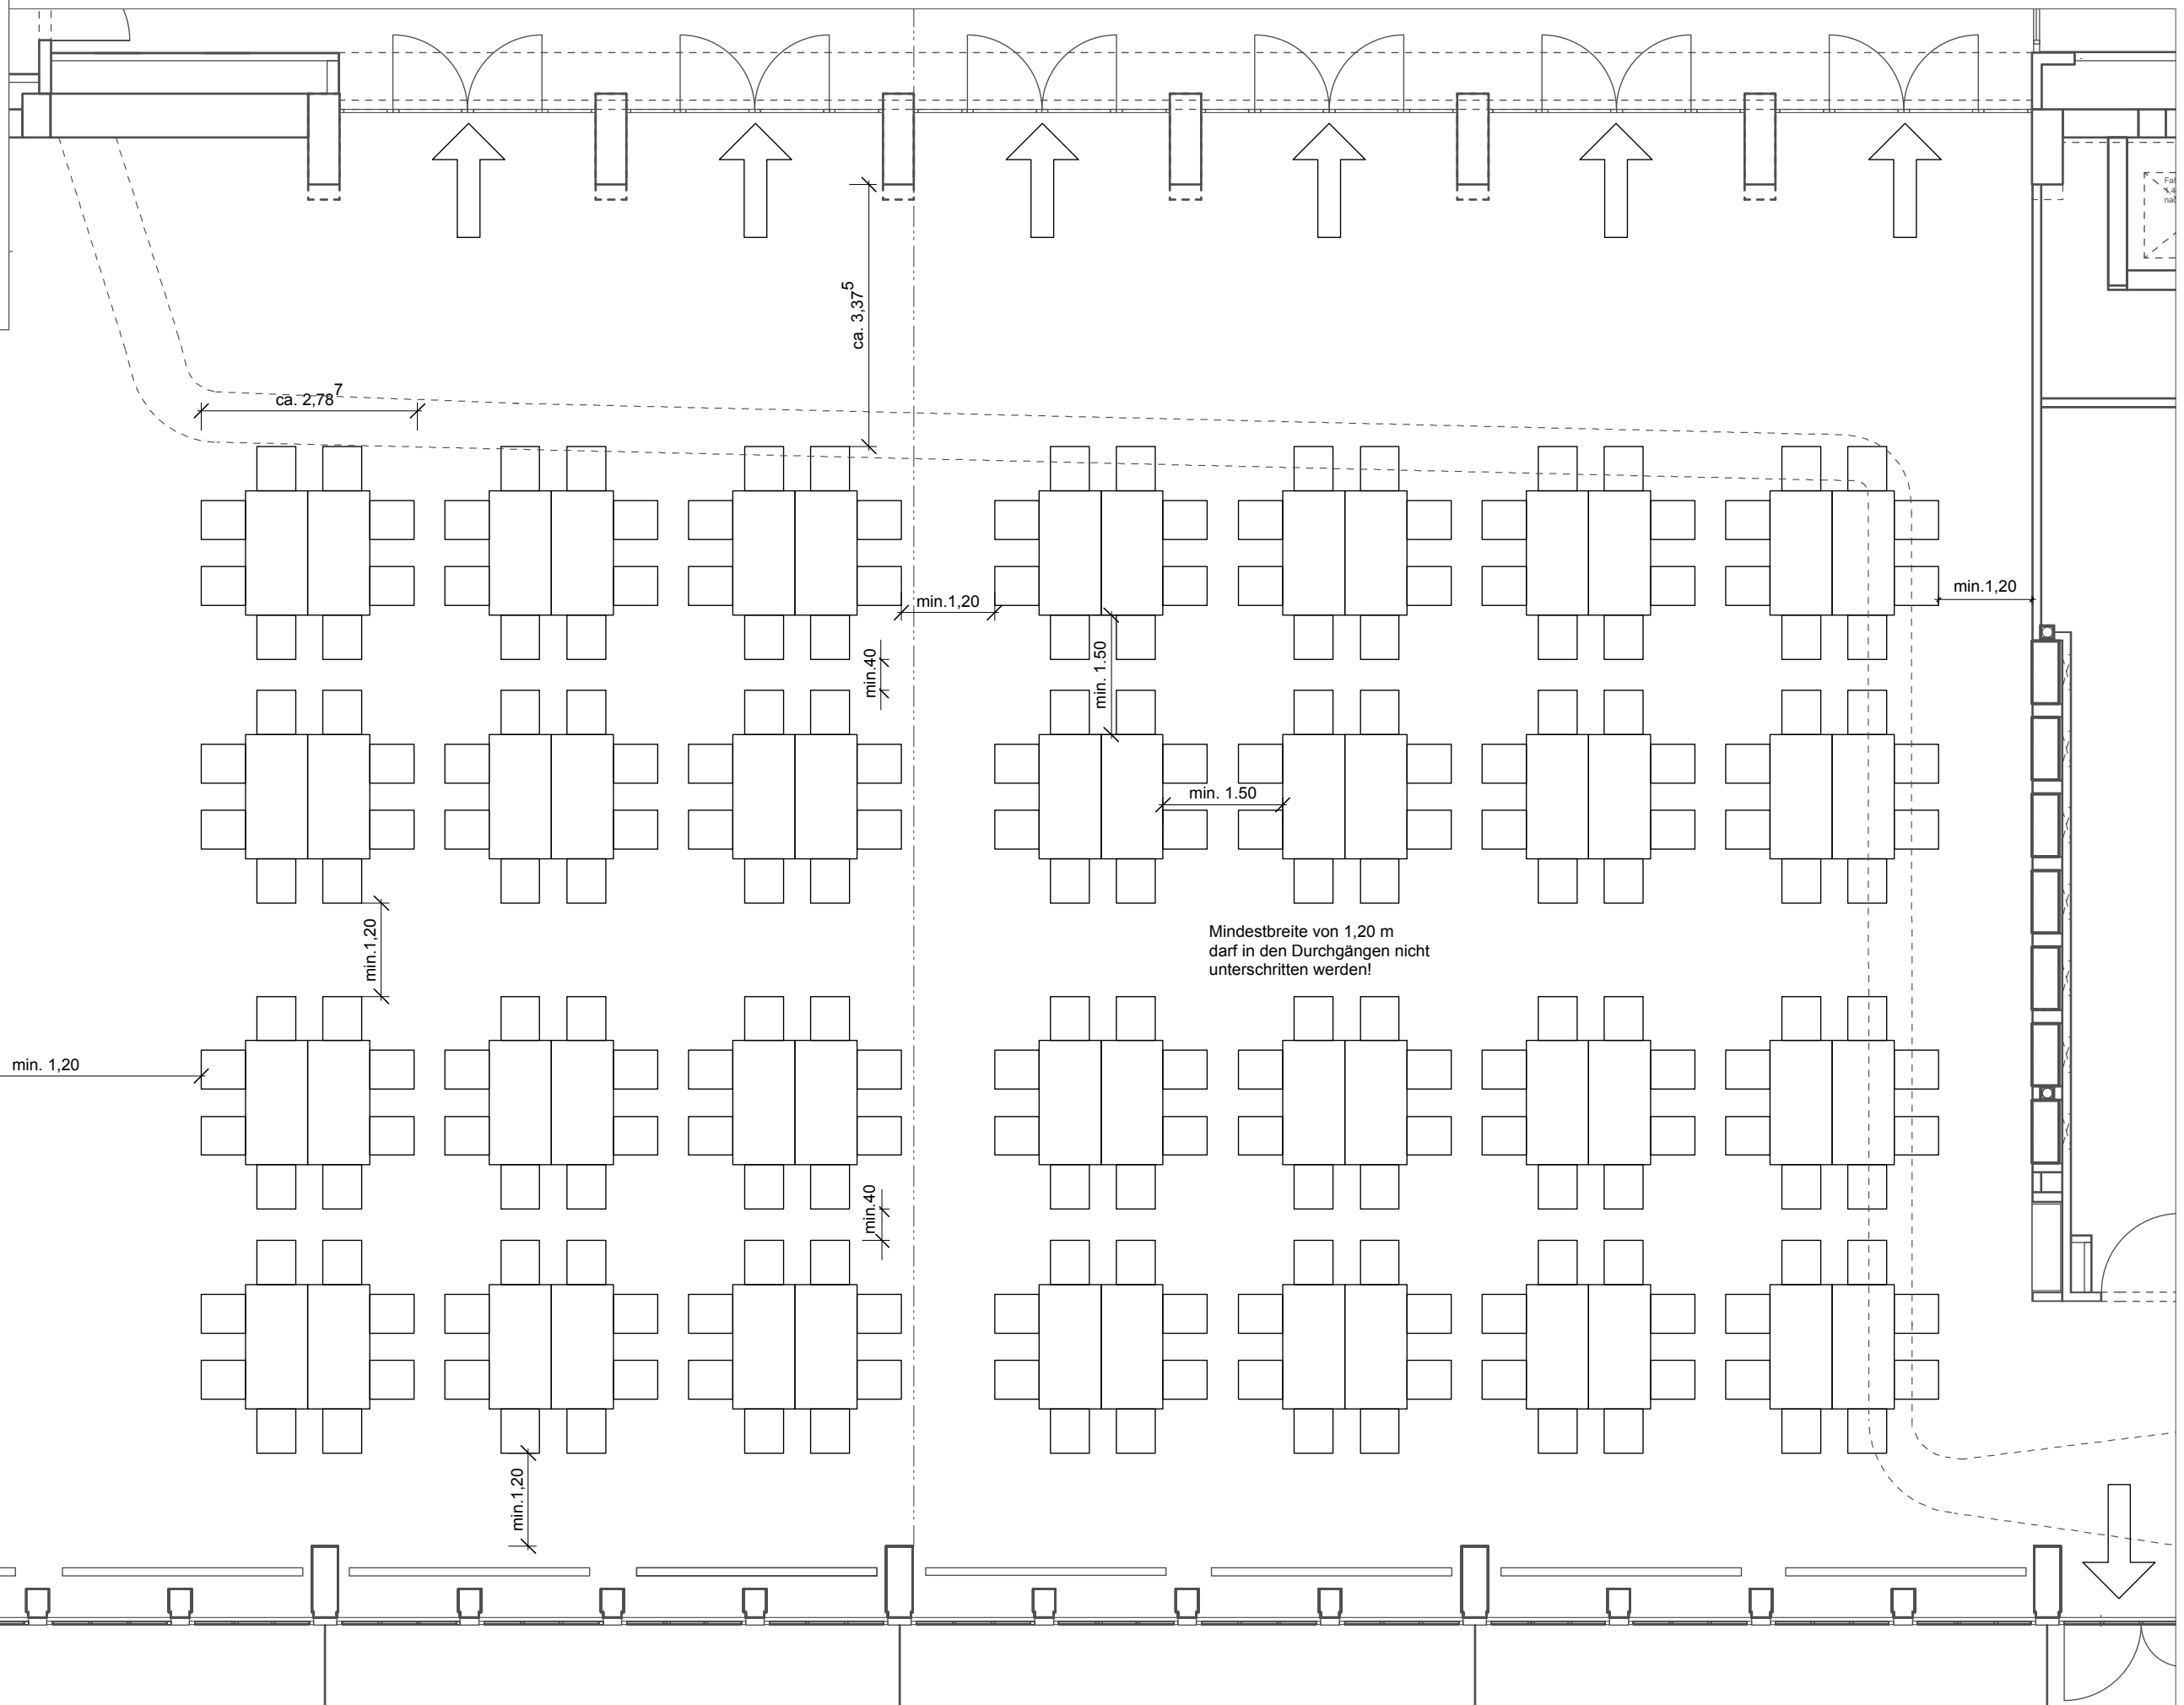 ca. 3,37⁵
ca. 2,78⁷
min.1,20
min.1,20
min.40
min. 1.50
min. 1.50
min.1,20
Mindestbreite von 1,20 m
darf in den Durchgängen nicht
unterschritten werden!
min. 1,20
min.40
min.1,20